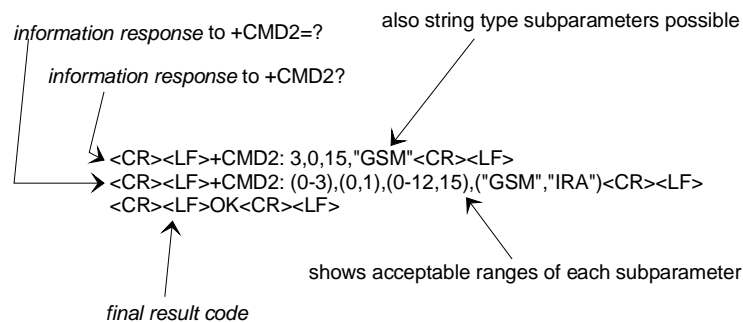 also string type subparameters possible
information response to +CMD2=?
information response to +CMD2?
<CR><LF>+CMD2: 3,0,15,"GSM"<CR><LF>
<CR><LF>+CMD2: (0-3),(0,1),(0-12,15),("GSM","IRA")<CR><LF>
<CR><LF>OK<CR><LF>
shows acceptable ranges of each subparameter
final result code